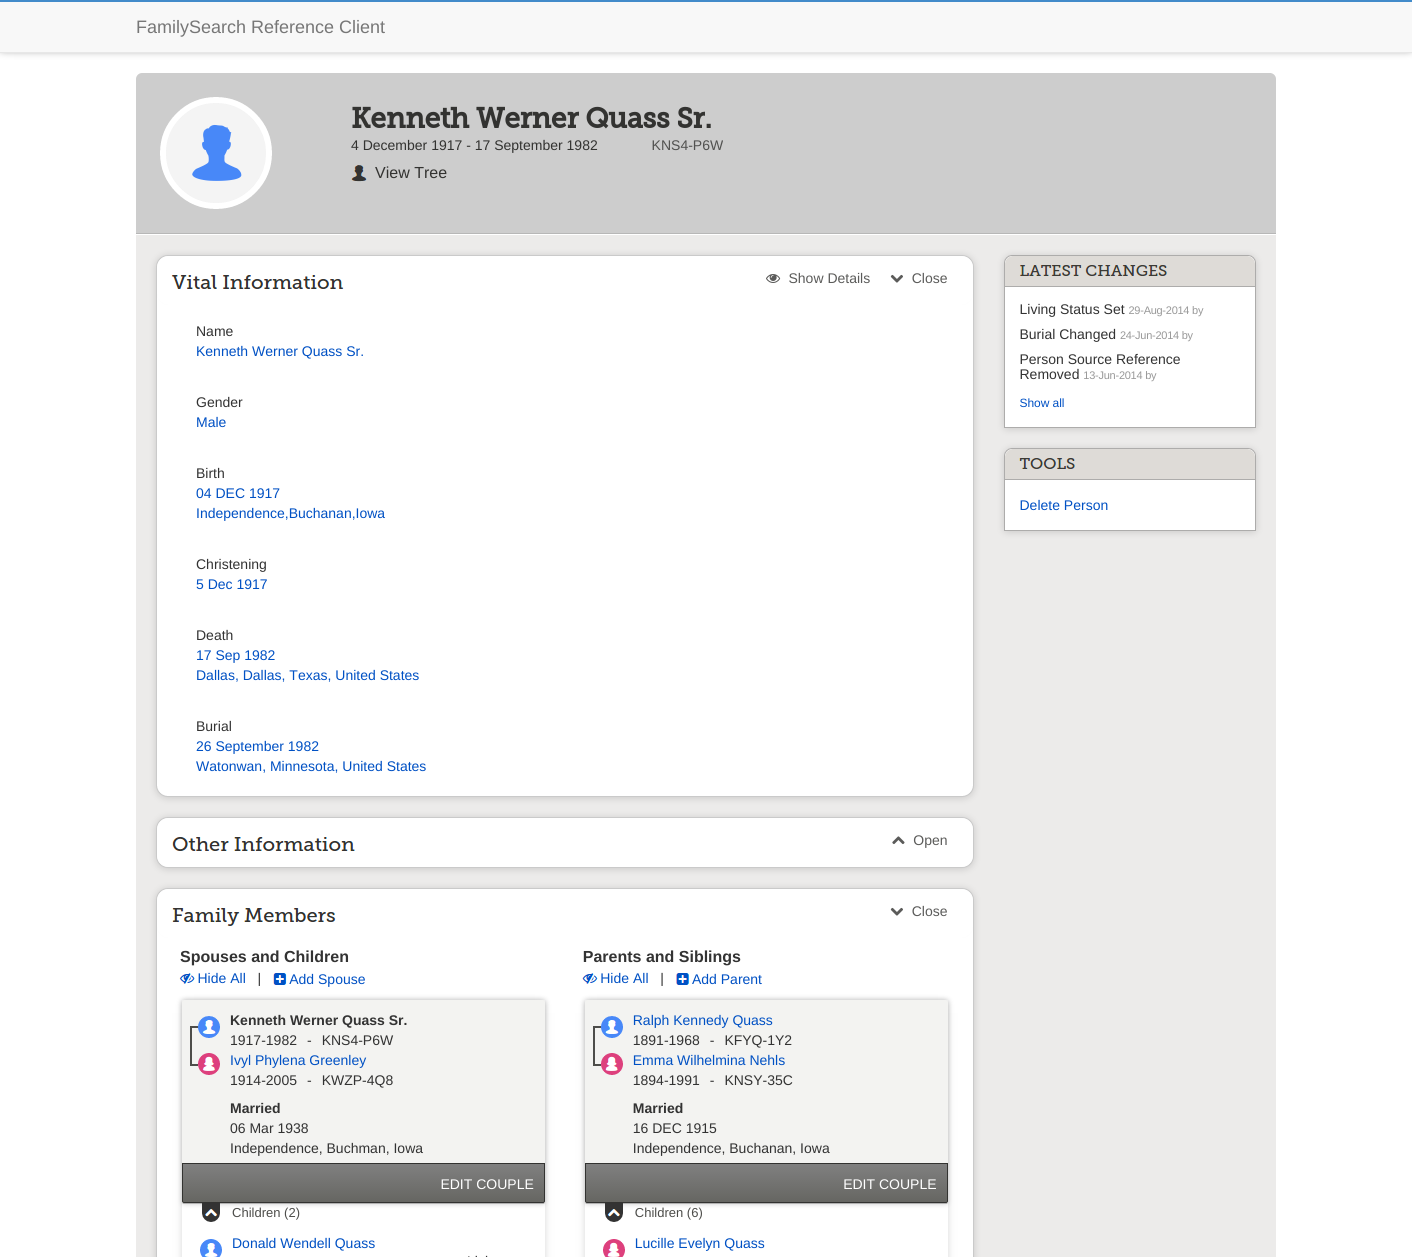 FamilySearch Reference Client
Kenneth Werner Quass Sr.
4 December 1917 - 17 September 1982 KNS4-P6W
View Tree
Vital Information
Show Details Close
Name
Kenneth Werner Quass Sr.
Gender
Male
Birth
04 DEC 1917
Independence,Buchanan,Iowa
Christening
5 Dec 1917
Death
17 Sep 1982
Dallas, Dallas, Texas, United States
Burial
26 September 1982
Watonwan, Minnesota, United States
Other Information
Open
Family Members
Close
Spouses and Children
Hide All | Add Spouse
Kenneth Werner Quass Sr.
1917-1982 - KNS4-P6W
Ivyl Phylena Greenley
1914-2005 - KWZP-4Q8
Married
06 Mar 1938
Independence, Buchman, Iowa
EDIT COUPLE
Children (2)
Donald Wendell Quass
Parents and Siblings
Hide All | Add Parent
Ralph Kennedy Quass
1891-1968 - KFYQ-1Y2
Emma Wilhelmina Nehls
1894-1991 - KNSY-35C
Married
16 DEC 1915
Independence, Buchanan, Iowa
EDIT COUPLE
Children (6)
Lucille Evelyn Quass
LATEST CHANGES
Living Status Set 29-Aug-2014 by
Burial Changed 24-Jun-2014 by
Person Source Reference
Removed 13-Jun-2014 by
Show all
TOOLS
Delete Person